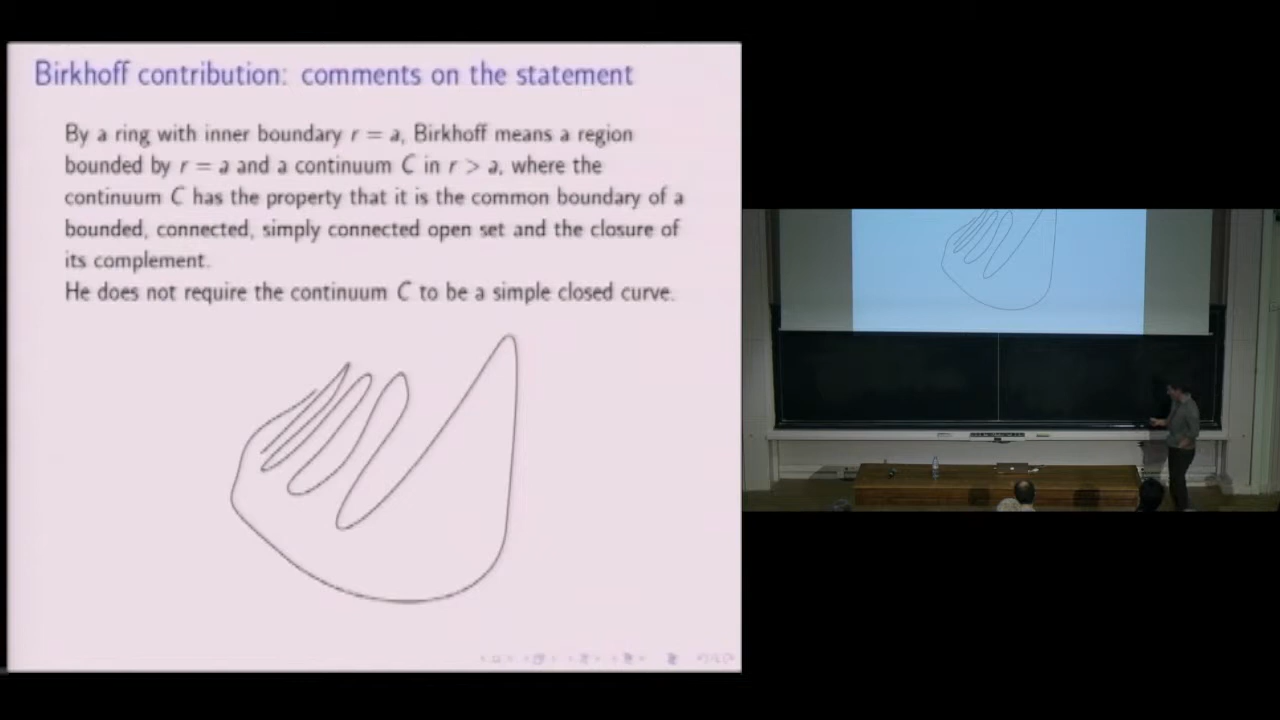 Birkhoff contribution: comments on the statement
By a ring with inner boundary r = a, Birkhoff means a region
bounded by r = a and a continuum C in r > a, where the
continuum C has the property that it is the common boundary of a
bounded, connected, simply connected open set and the closure of
its complement.
He does not require the continuum C to be a simple closed curve.